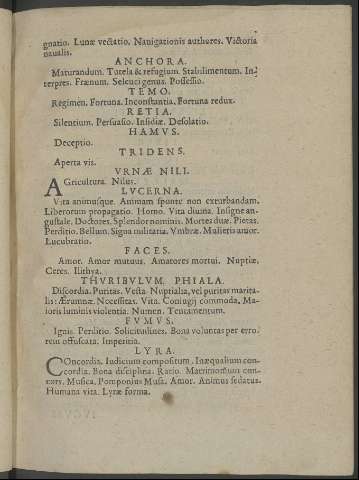 gnatio. Lunæ vectatio. Nauigationis authores. Victoria
naualis.
ANCHORA.
Maturandum. Tutela & refugium. Stabilimentum. In-
terpres. Frænum. Seleuci genus. Possessio.
TEMO.
Regimen. Fortuna. Inconstantia. Fortuna redux.
RETIA.
Silentium. Persuasio. Insidiæ. Desolatio.
HAMVS.
Deceptio.
TRIDENS.
Aperta vis.
VRNÆ NILI.
AGricultura. Nilus.
LVCERNA.
Vita animusque. Animam sponte non exturbandam.
Liberorum propagatio. Homo. Vita diuina. Insigne au-
gustale. Doctores. Splendor nominis. Mortes duæ. Pietas.
Perditio. Bellum. Signa militaria. Vmbræ. Mulieris amor.
Lucubratio.
FACES.
Amor. Amor mutuus. Amatores mortui. Nuptiæ.
Ceres. Ilithya.
THVRIBVLVM. PHIALA.
Discordia. Puritas. Vesta. Nuptialia, vel puritas marita-
lis: Ærumnæ. Necessitas. Vita. Coniugij commoda. Ma-
ioris luminis violentia. Numen. Tentamentum.
FVMVS.
Ignis. Perditio. Solicitudines. Bona voluntas per erro-
rem offuscata. Imperitia.
LYRA.
COncordia. Iudicium compositum. Inæqualium con-
cordia. Bona disciplina. Ratio. Matrimonium con-
cors. Musica. Pomponius Musa. Amor. Animus sedatus.
Humana vita. Lyræ forma.